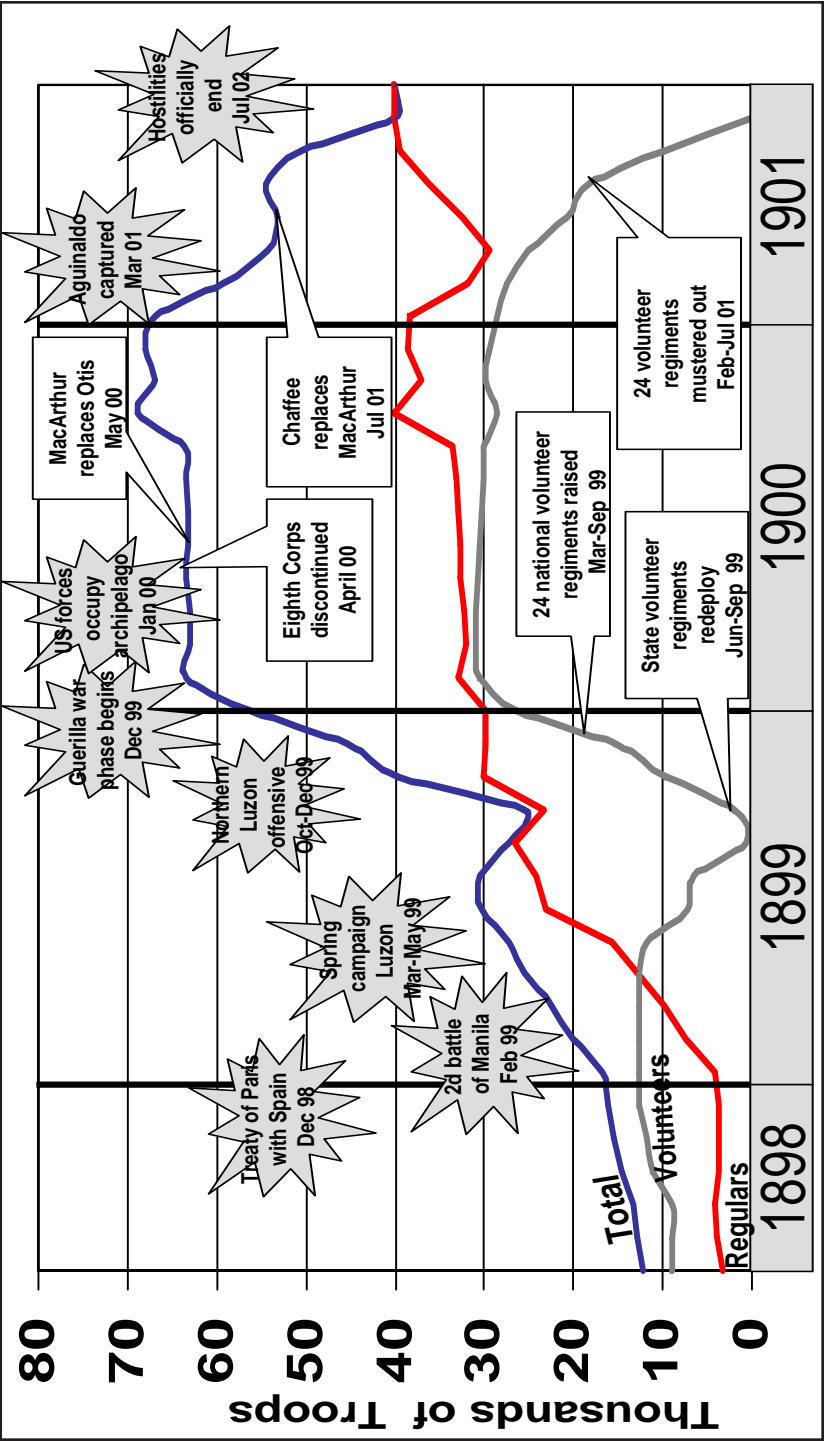 Thousands of Troops
80
70
60
50
40
30
20
10
0
Treaty of Paris
with Spain
Dec 98
2d battle
of Manila
Feb 99
Spring
campaign
Luzon
Mar-May 99
Northern
Luzon
offensive
Oct-Dec 99
Guerilla war
phase begins
Dec 99
US forces
occupy
archipelago
Jan 00
MacArthur
replaces Otis
May 00
Aguinaldo
captured
Mar 01
Hostilities
officially
end
Jul 02
Eighth Corps
discontinued
April 00
Chaffee
replaces
MacArthur
Jul 01
24 national volunteer
regiments raised
Mar-Sep 99
State volunteer
regiments
redeploy
Jun-Sep 99
24 volunteer
regiments
mustered out
Feb-Jul 01
Total
Volunteers
Regulars
1898
1899
1900
1901